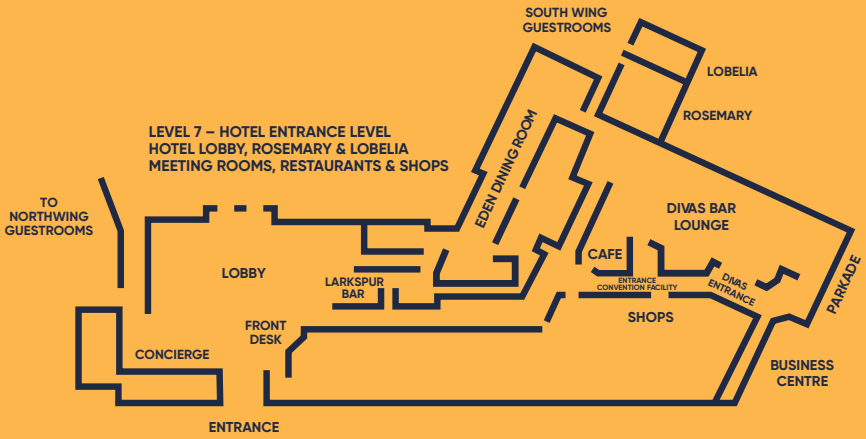 SOUTH WING
GUESTROOMS
LOBELIA
ROSEMARY
LEVEL 7 – HOTEL ENTRANCE LEVEL
HOTEL LOBBY, ROSEMARY & LOBELIA
MEETING ROOMS, RESTAURANTS & SHOPS
EDEN DINING ROOM
TO
NORTHWING
GUESTROOMS
DIVAS BAR
LOUNGE
CAFE
LOBBY
LARKSPUR
BAR
ENTRANCE
CONVENTION FACILITY
DIVAS
ENTRANCE
PARKADE
SHOPS
FRONT
DESK
CONCIERGE
BUSINESS
CENTRE
ENTRANCE